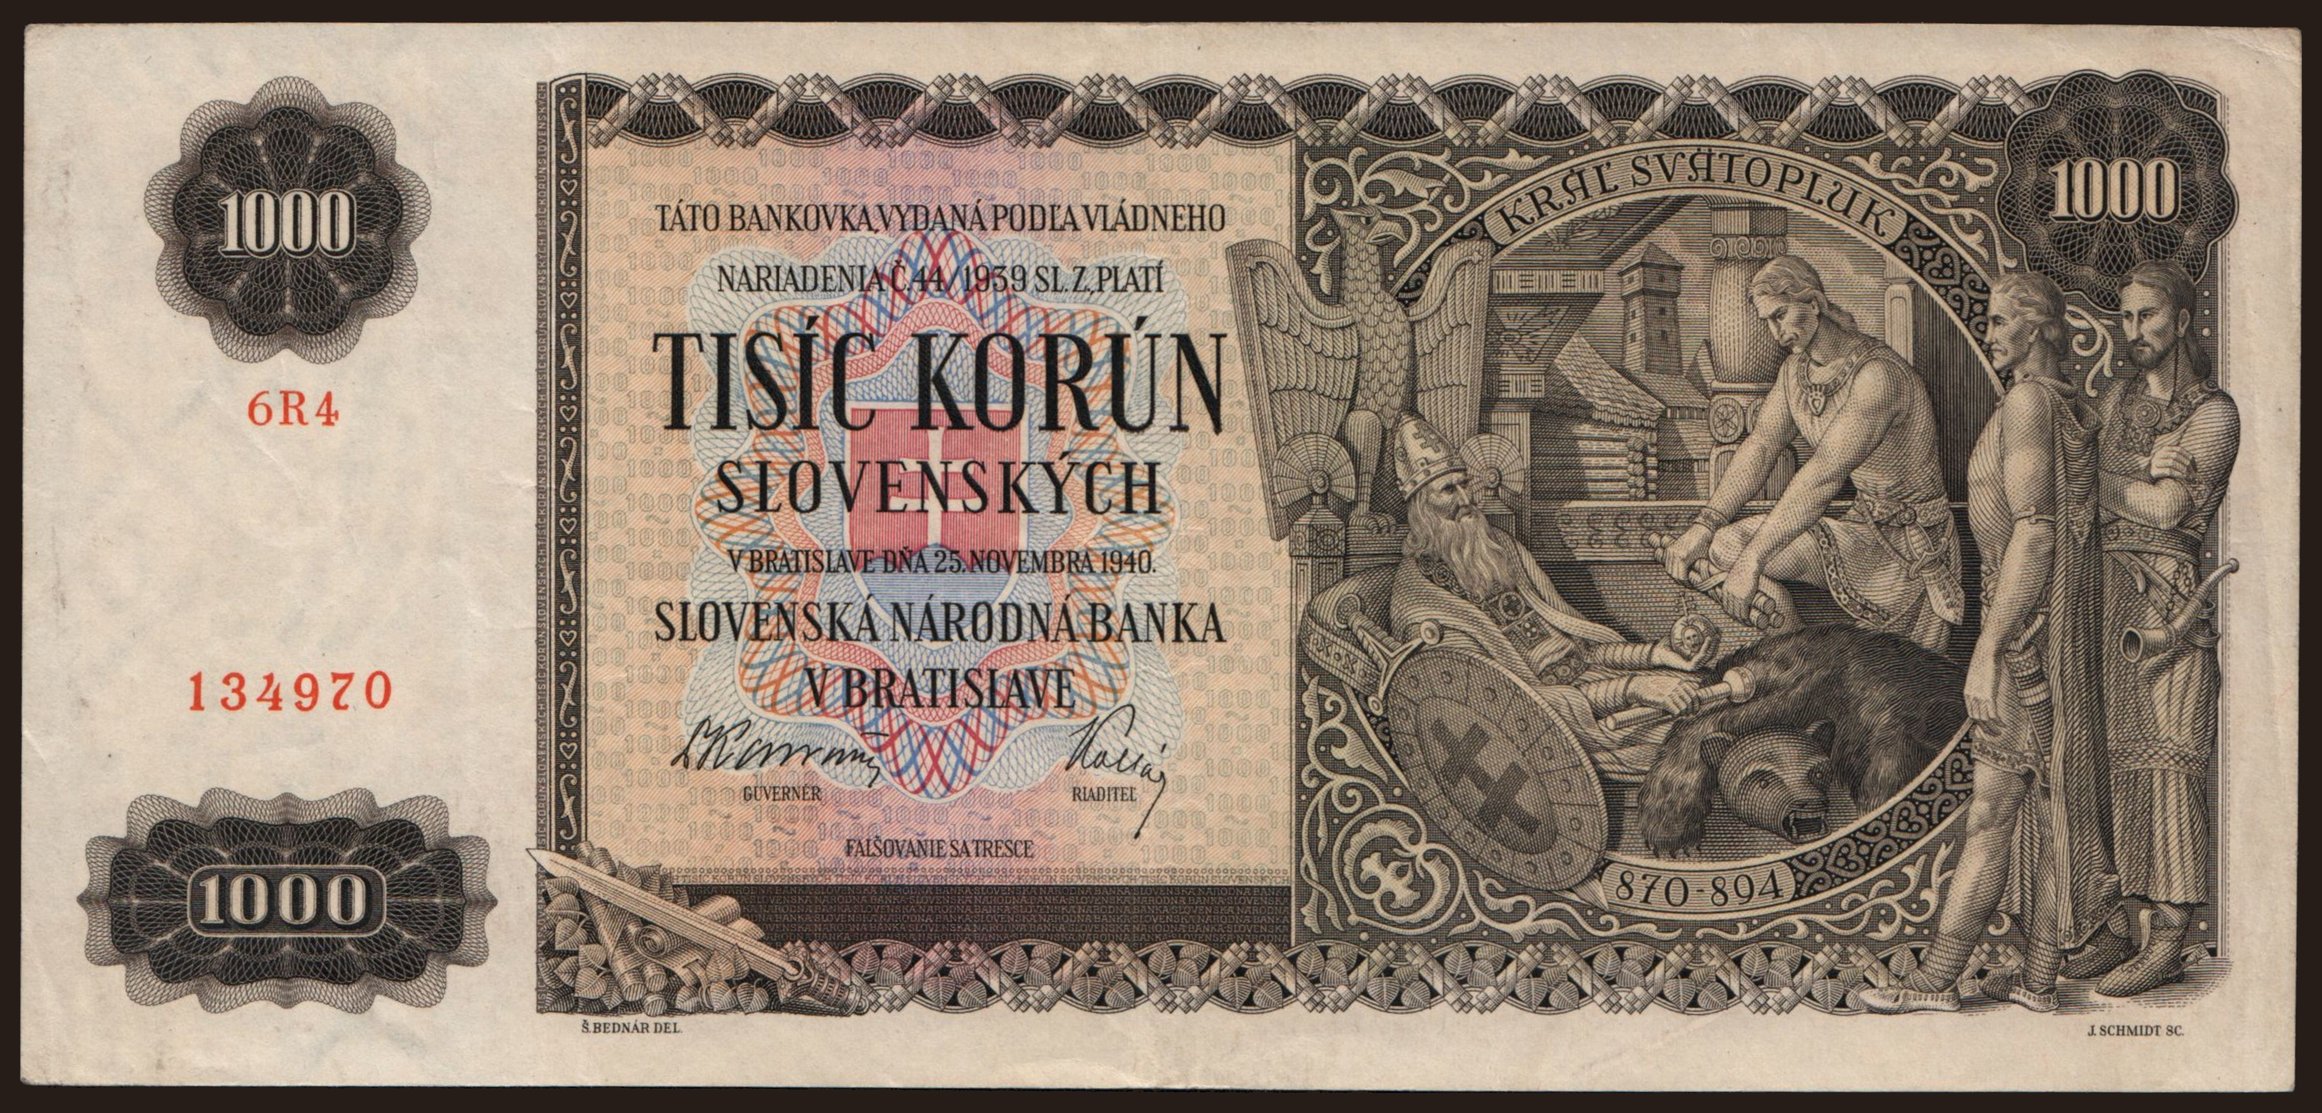 1000
6R4
134970
1000
TÁTO BANKOVKA, VYDANÁ PODĽA VLÁDNEHO
NARIADENIA Č. 44/1939 SL. Z. PLATÍ
TISÍC KORÚN
SLOVENSKÝCH
V BRATISLAVE DŇA 25. NOVEMBRA 1940.
SLOVENSKÁ NÁRODNÁ BANKA
V BRATISLAVE
GUVERNÉR
RIADITEĽ
FALŠOVANIE SA TRESCE
KRÁĽ SVÄTOPLUK
1000
870-894
Š. BEDNÁR DEL.
J. SCHMIDT SC.